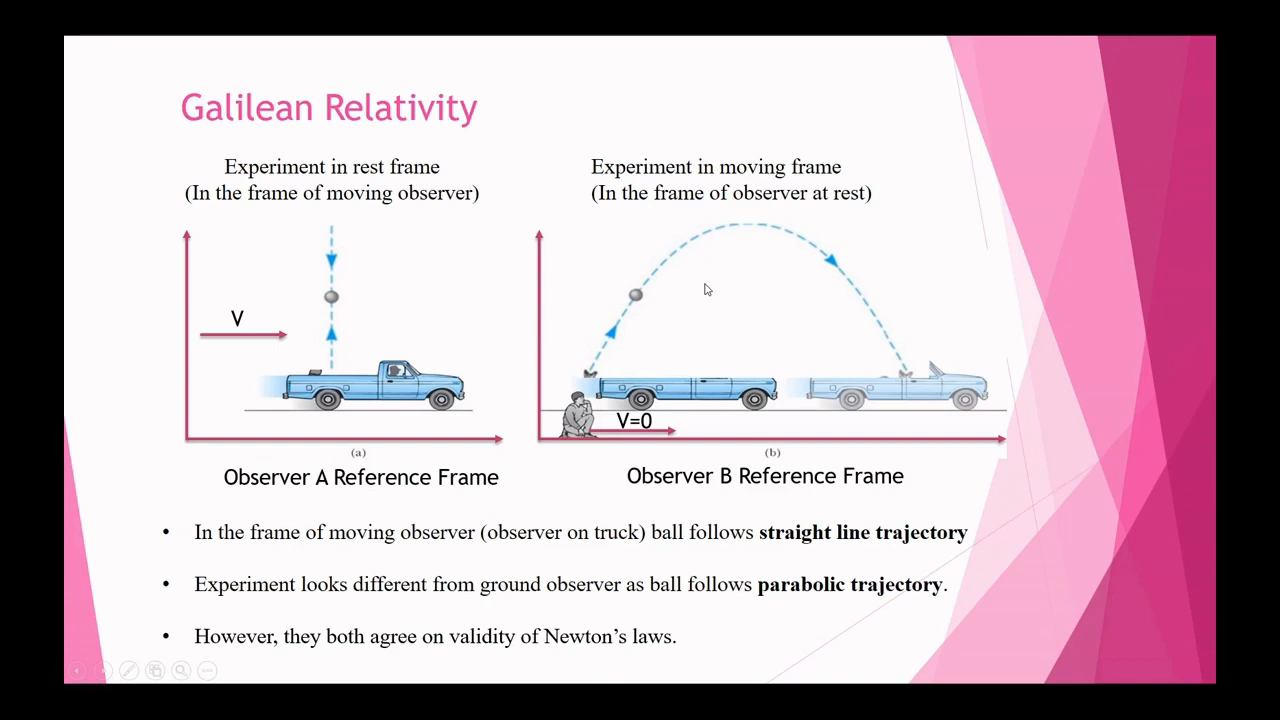 Galilean Relativity
Experiment in rest frame
(In the frame of moving observer)
Experiment in moving frame
(In the frame of observer at rest)
V
V=0
(a)
(b)
Observer A Reference Frame
Observer B Reference Frame
• In the frame of moving observer (observer on truck) ball follows straight line trajectory
• Experiment looks different from ground observer as ball follows parabolic trajectory.
• However, they both agree on validity of Newton’s laws.